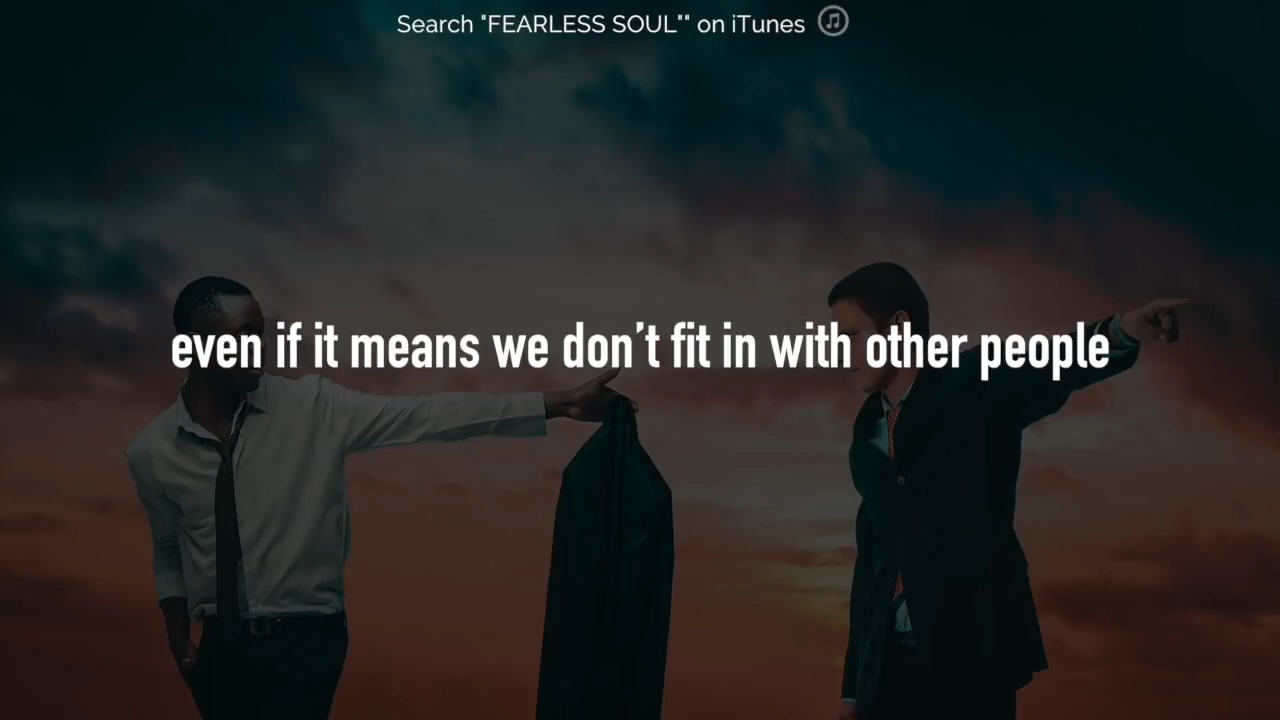 Search "FEARLESS SOUL"" on iTunes
even if it means we don’t fit in with other people